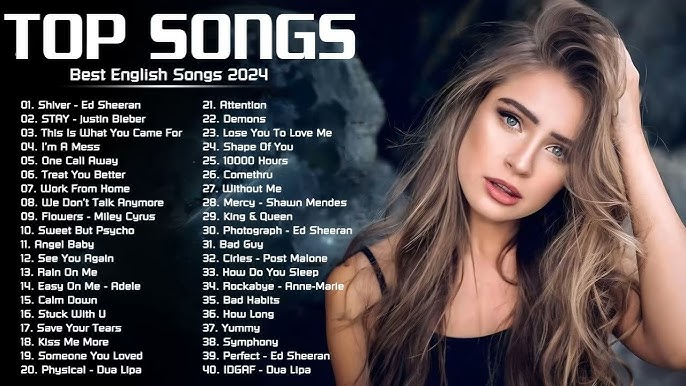 TOP SONGS
Best English Songs 2024
01. Shiver - Ed Sheeran
02. STAY - Justin Bieber
03. This Is What You Came For
04. I'm A Mess
05. One Call Away
06. Treat You Better
07. Work From Home
08. We Don't Talk Anymore
09. Flowers - Miley Cyrus
10. Sweet But Psycho
11. Angel Baby
12. See You Again
13. Rain On Me
14. Easy On Me - Adele
15. Calm Down
16. Stuck With U
17. Save Your Tears
18. Kiss Me More
19. Someone You Loved
20. Physical - Dua Lipa
21. Attention
22. Demons
23. Lose You To Love Me
24. Shape Of You
25. 10000 Hours
26. Comethru
27. Without Me
28. Mercy - Shawn Mendes
29. King & Queen
30. Photograph - Ed Sheeran
31. Bad Guy
32. Cirles - Post Malone
33. How Do You Sleep
34. Rockabye - Anne-Marie
35. Bad Habits
36. How Long
37. Yummy
38. Symphony
39. Perfect - Ed Sheeran
40. IDGAF - Dua Lipa